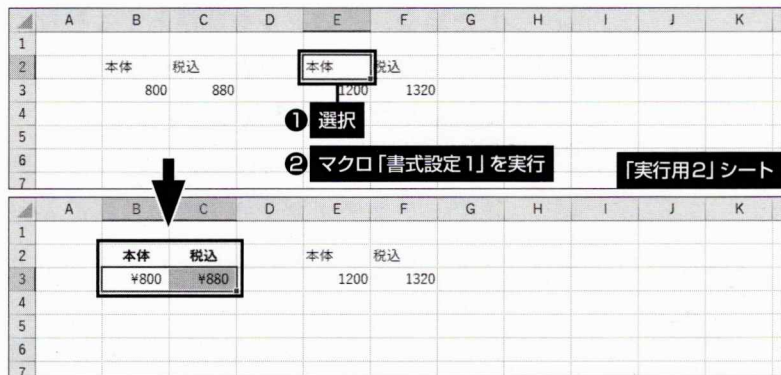 A B C D E F G H I J K
1
2 本体 税込 本体 税込
3 800 880 1200 1320
4
❶ 選択
5
6
❷ マクロ「書式設定1」を実行
「実行用2」シート
7
A B C D E F G H I J K
1
2 本体 税込 本体 税込
3 ¥800 ¥880 1200 1320
4
5
6
7